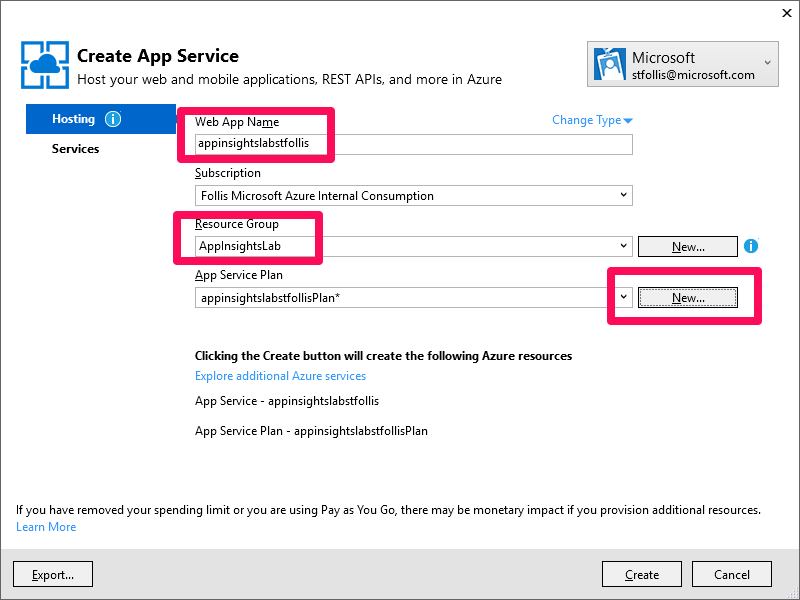 Create App Service
Host your web and mobile applications, REST APIs, and more in Azure
Microsoft
stfollis@microsoft.com
Hosting
Services
Web App Name
Change Type
appinsightslabstfollis
Subscription
Follis Microsoft Azure Internal Consumption
Resource Group
AppInsightsLab
New...
App Service Plan
appinsightslabstfollisPlan*
New...
Clicking the Create button will create the following Azure resources
Explore additional Azure services
App Service - appinsightslabstfollis
App Service Plan - appinsightslabstfollisPlan
If you have removed your spending limit or you are using Pay as You Go, there may be monetary impact if you provision additional resources.
Learn More
Export...
Create
Cancel